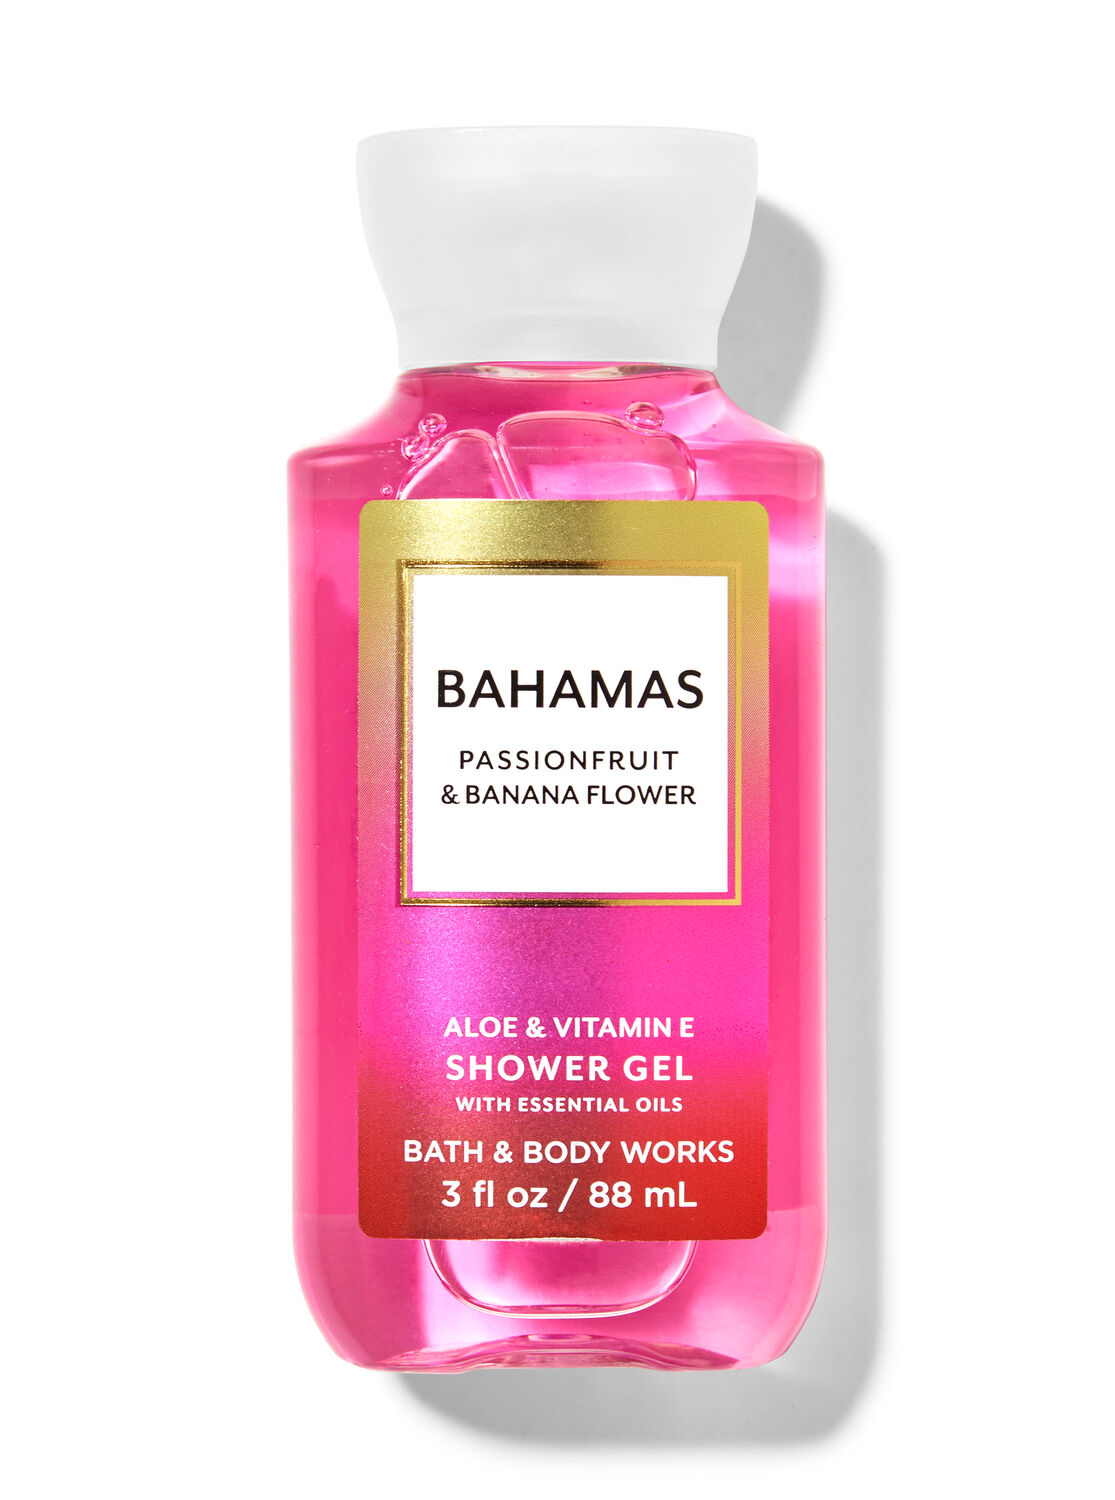 BAHAMAS
PASSIONFRUIT
& BANANA FLOWER
ALOE & VITAMIN E
SHOWER GEL
WITH ESSENTIAL OILS
BATH & BODY WORKS
3 fl oz / 88 mL